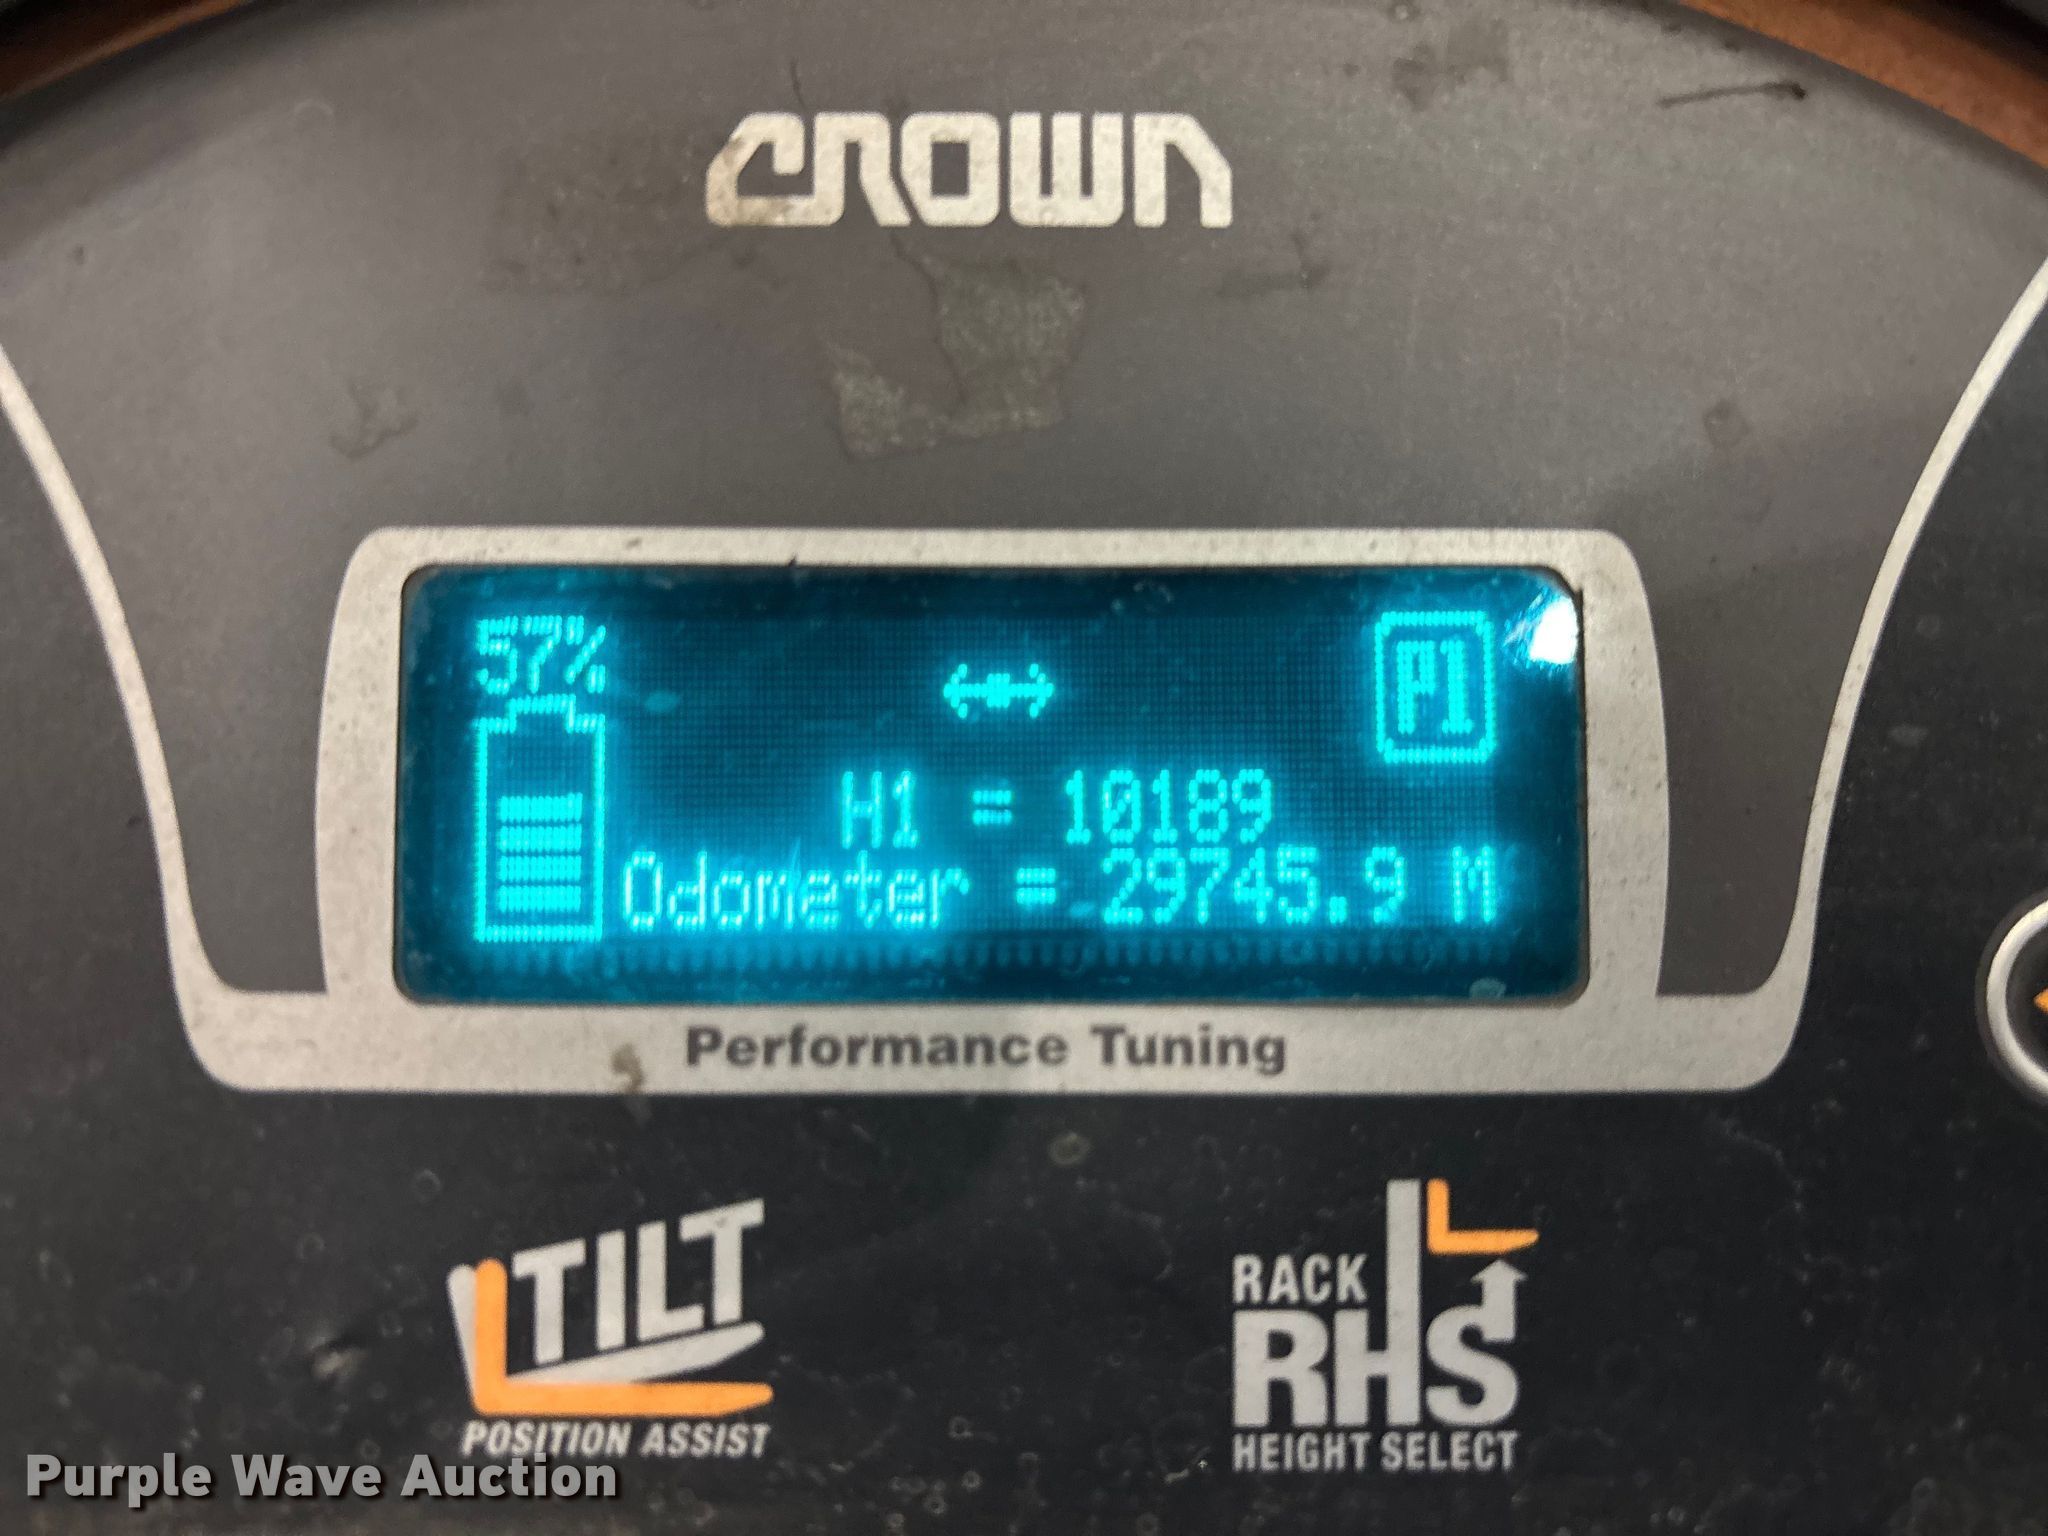 CROWN
57%
P1
H1 = 10189
Odometer = 29745.9 M
Performance Tuning
TILT
POSITION ASSIST
RACK
RHS
HEIGHT SELECT
Purple Wave Auction